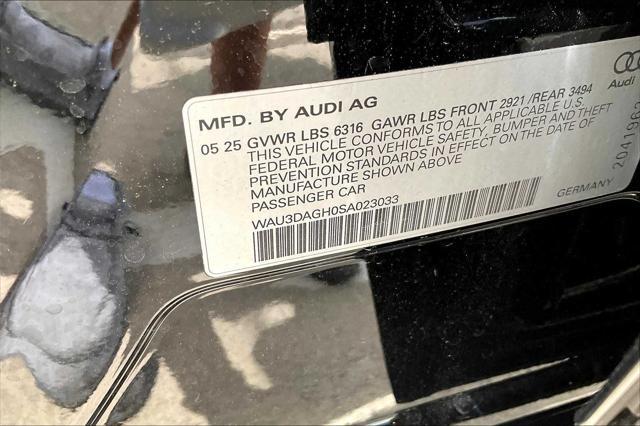 MFD. BY AUDI AG
Audi
05 25 GVWR LBS 6316 GAWR LBS FRONT 2921 /REAR 3494
THIS VEHICLE CONFORMS TO ALL APPLICABLE U.S.
FEDERAL MOTOR VEHICLE SAFETY, BUMPER AND THEFT
PREVENTION STANDARDS IN EFFECT ON THE DATE OF
MANUFACTURE SHOWN ABOVE
PASSENGER CAR
WAU3DAGH0SA023033
GERMANY